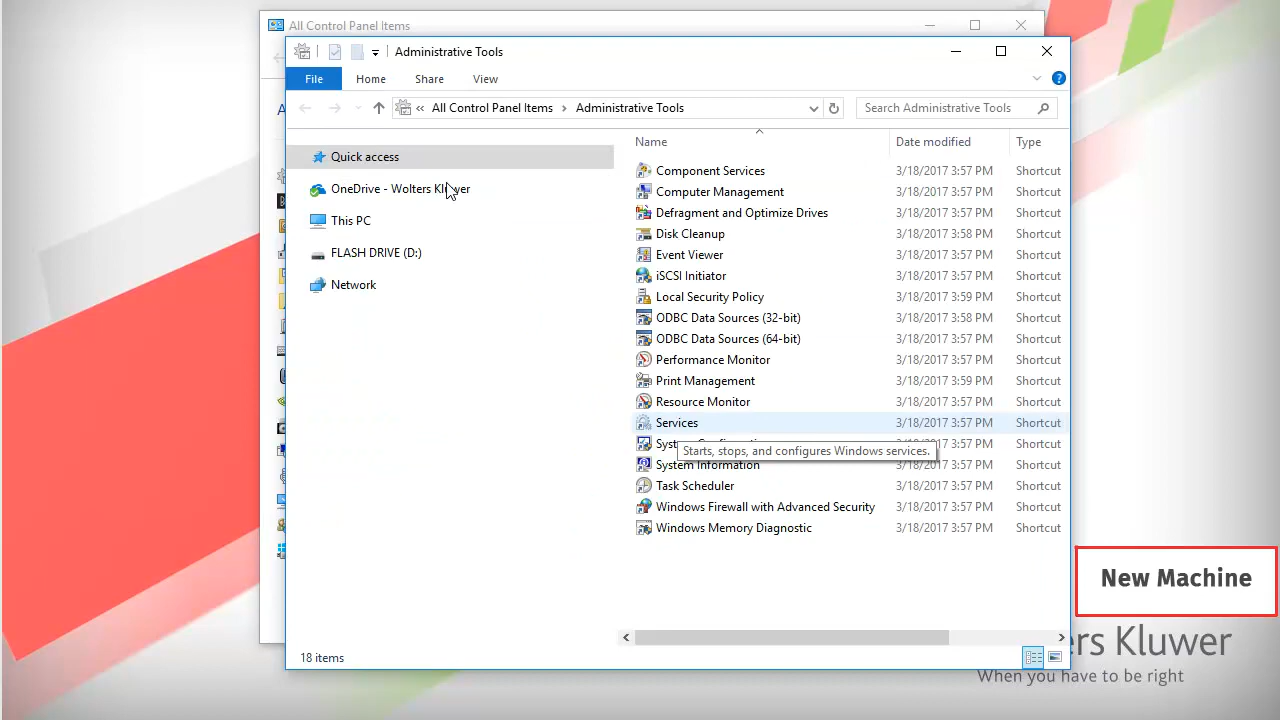 All Control Panel Items
Administrative Tools
File Home Share View
« All Control Panel Items > Administrative Tools
Search Administrative Tools
Name Date modified Type
Quick access
OneDrive - Wolters Kluwer
This PC
FLASH DRIVE (D:)
Network
Component Services 3/18/2017 3:57 PM Shortcut
Computer Management 3/18/2017 3:57 PM Shortcut
Defragment and Optimize Drives 3/18/2017 3:57 PM Shortcut
Disk Cleanup 3/18/2017 3:58 PM Shortcut
Event Viewer 3/18/2017 3:57 PM Shortcut
iSCSI Initiator 3/18/2017 3:57 PM Shortcut
Local Security Policy 3/18/2017 3:59 PM Shortcut
ODBC Data Sources (32-bit) 3/18/2017 3:58 PM Shortcut
ODBC Data Sources (64-bit) 3/18/2017 3:57 PM Shortcut
Performance Monitor 3/18/2017 3:57 PM Shortcut
Print Management 3/18/2017 3:59 PM Shortcut
Resource Monitor 3/18/2017 3:57 PM Shortcut
Services 3/18/2017 3:57 PM Shortcut
3/18/2017 3:57 PM Shortcut
Starts, stops, and configures Windows services.
System Information 3/18/2017 3:57 PM Shortcut
Task Scheduler 3/18/2017 3:57 PM Shortcut
Windows Firewall with Advanced Security 3/18/2017 3:57 PM Shortcut
Windows Memory Diagnostic 3/18/2017 3:57 PM Shortcut
18 items
New Machine
ers Kluwer
When you have to be right